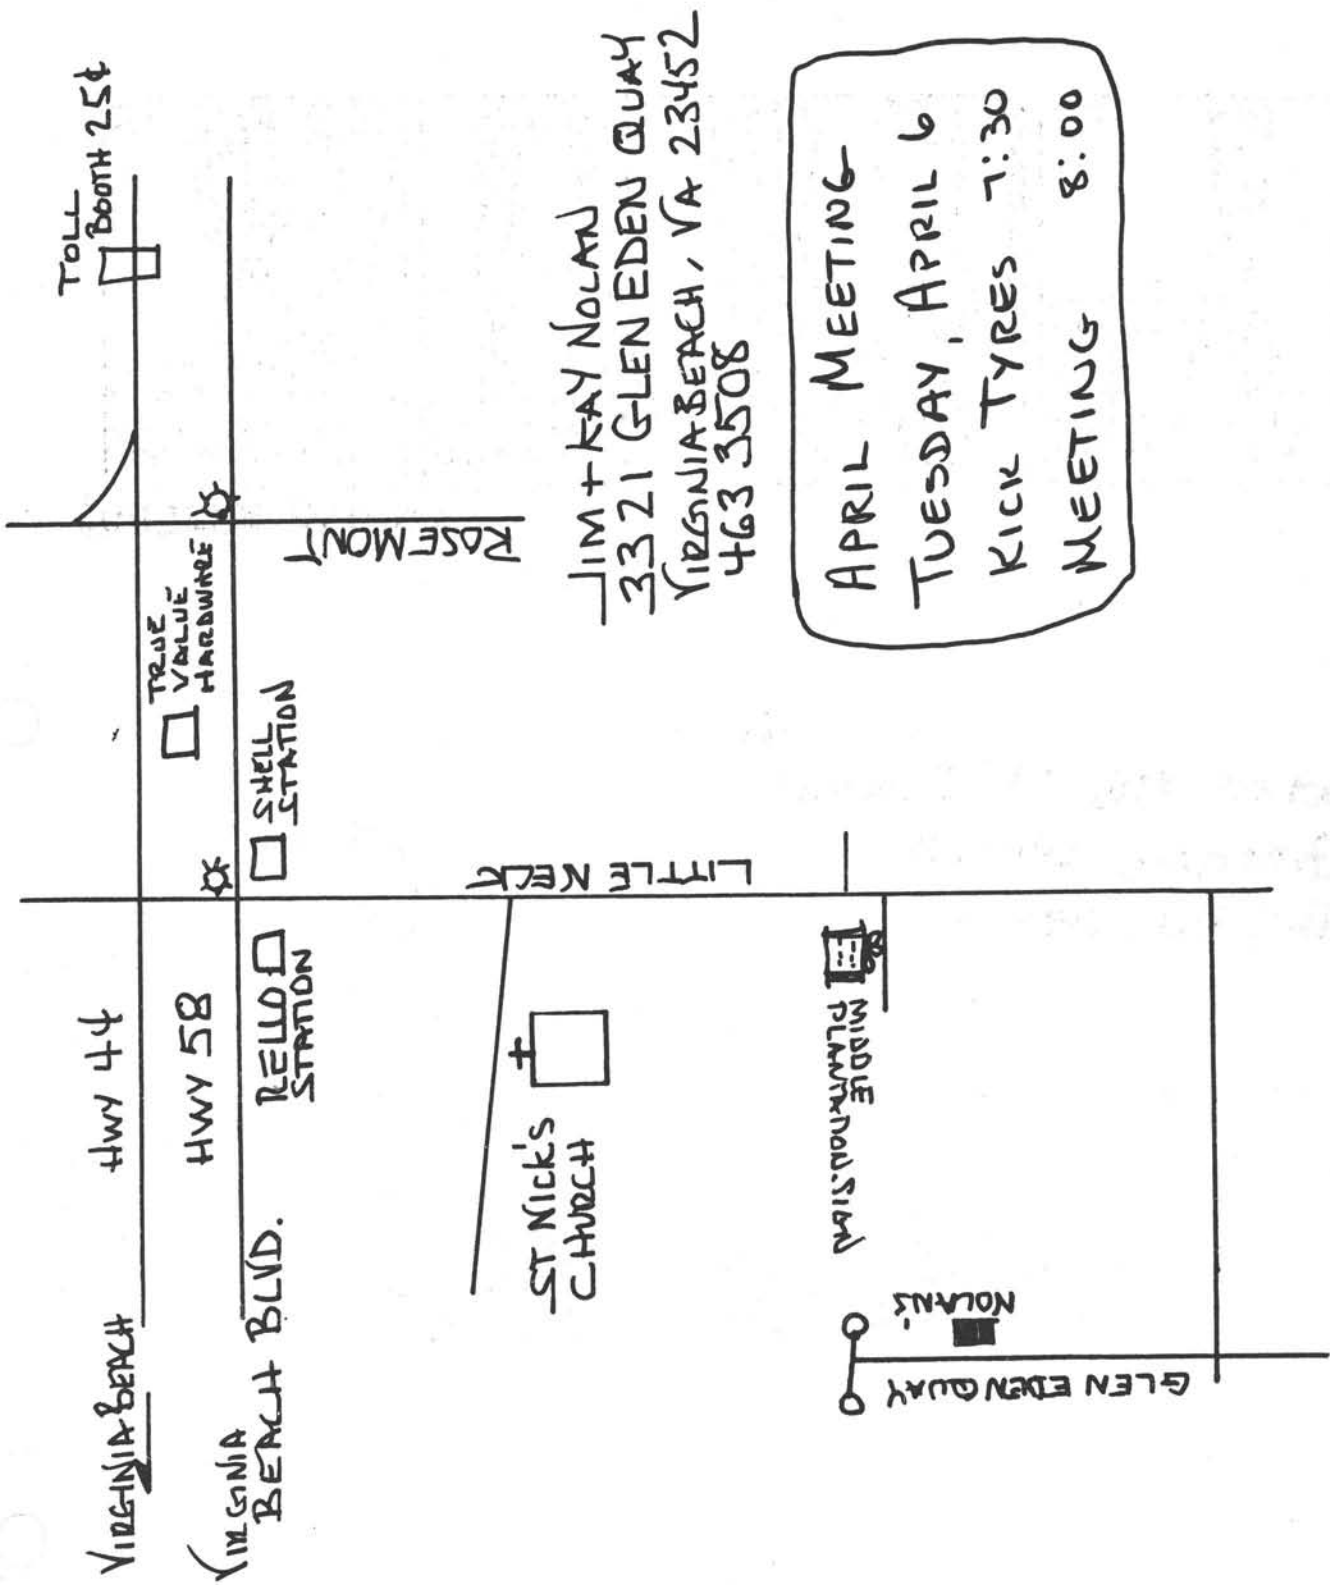 VIRGINIA BEACH
HWY 44
TOLL
BOOTH 25¢
HWY 58
TRUE
VALUE
HARDWARE
VIRGINIA
BEACH BLVD.
RELLO
STATION
SHELL
STATION
ROSEMONT
ST NICK'S
CHURCH
LITTLE NECK
JIM + KAY NOLAN
3321 GLEN EDEN QUAY
VIRGINIA BEACH, VA 23452
463 3508
MIDDLE
PLANTATION SIGN
NOLANS'
GLEN EDEN QUAY
APRIL MEETING
TUESDAY, APRIL 6
KICK TYRES 7:30
MEETING 8:00